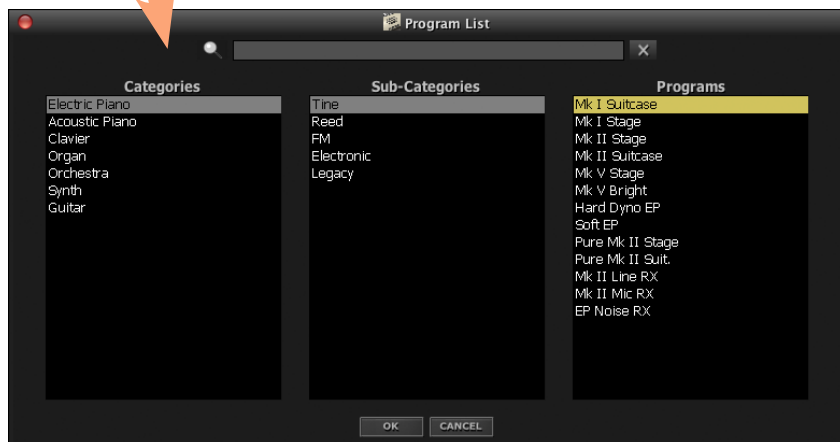 Program List
X
Categories
Electric Piano
Acoustic Piano
Clavier
Organ
Orchestra
Synth
Guitar
Sub-Categories
Tine
Reed
FM
Electronic
Legacy
Programs
Mk I Suitcase
Mk I Stage
Mk II Stage
Mk II Suitcase
Mk V Stage
Mk V Bright
Hard Dyno EP
Soft EP
Pure Mk II Stage
Pure Mk II Suit.
Mk II Line RX
Mk II Mic RX
EP Noise RX
OK
CANCEL